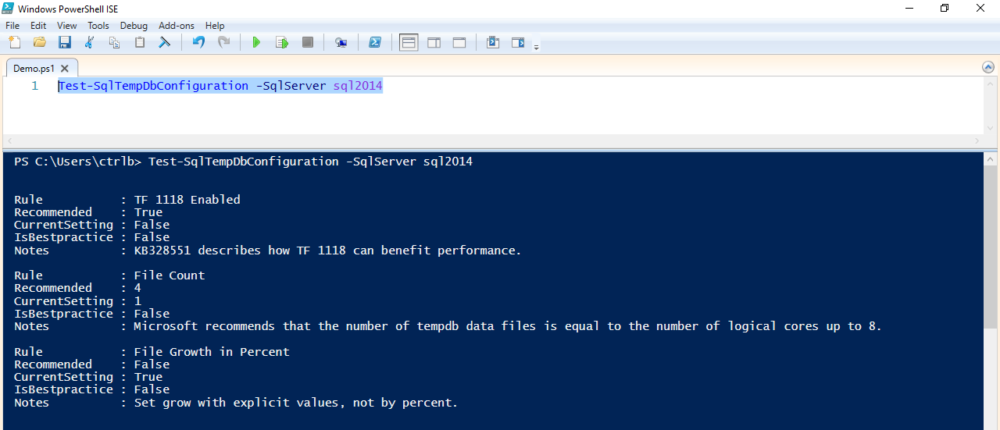 Windows PowerShell ISE
File Edit View Tools Debug Add-ons Help
Demo.ps1
1 Test-SqlTempDbConfiguration -SqlServer sql2014
PS C:\Users\ctrlb> Test-SqlTempDbConfiguration -SqlServer sql2014
Rule : TF 1118 Enabled
Recommended : True
CurrentSetting : False
IsBestpractice : False
Notes : KB328551 describes how TF 1118 can benefit performance.
Rule : File Count
Recommended : 4
CurrentSetting : 1
IsBestpractice : False
Notes : Microsoft recommends that the number of tempdb data files is equal to the number of logical cores up to 8.
Rule : File Growth in Percent
Recommended : False
CurrentSetting : True
IsBestpractice : False
Notes : Set grow with explicit values, not by percent.